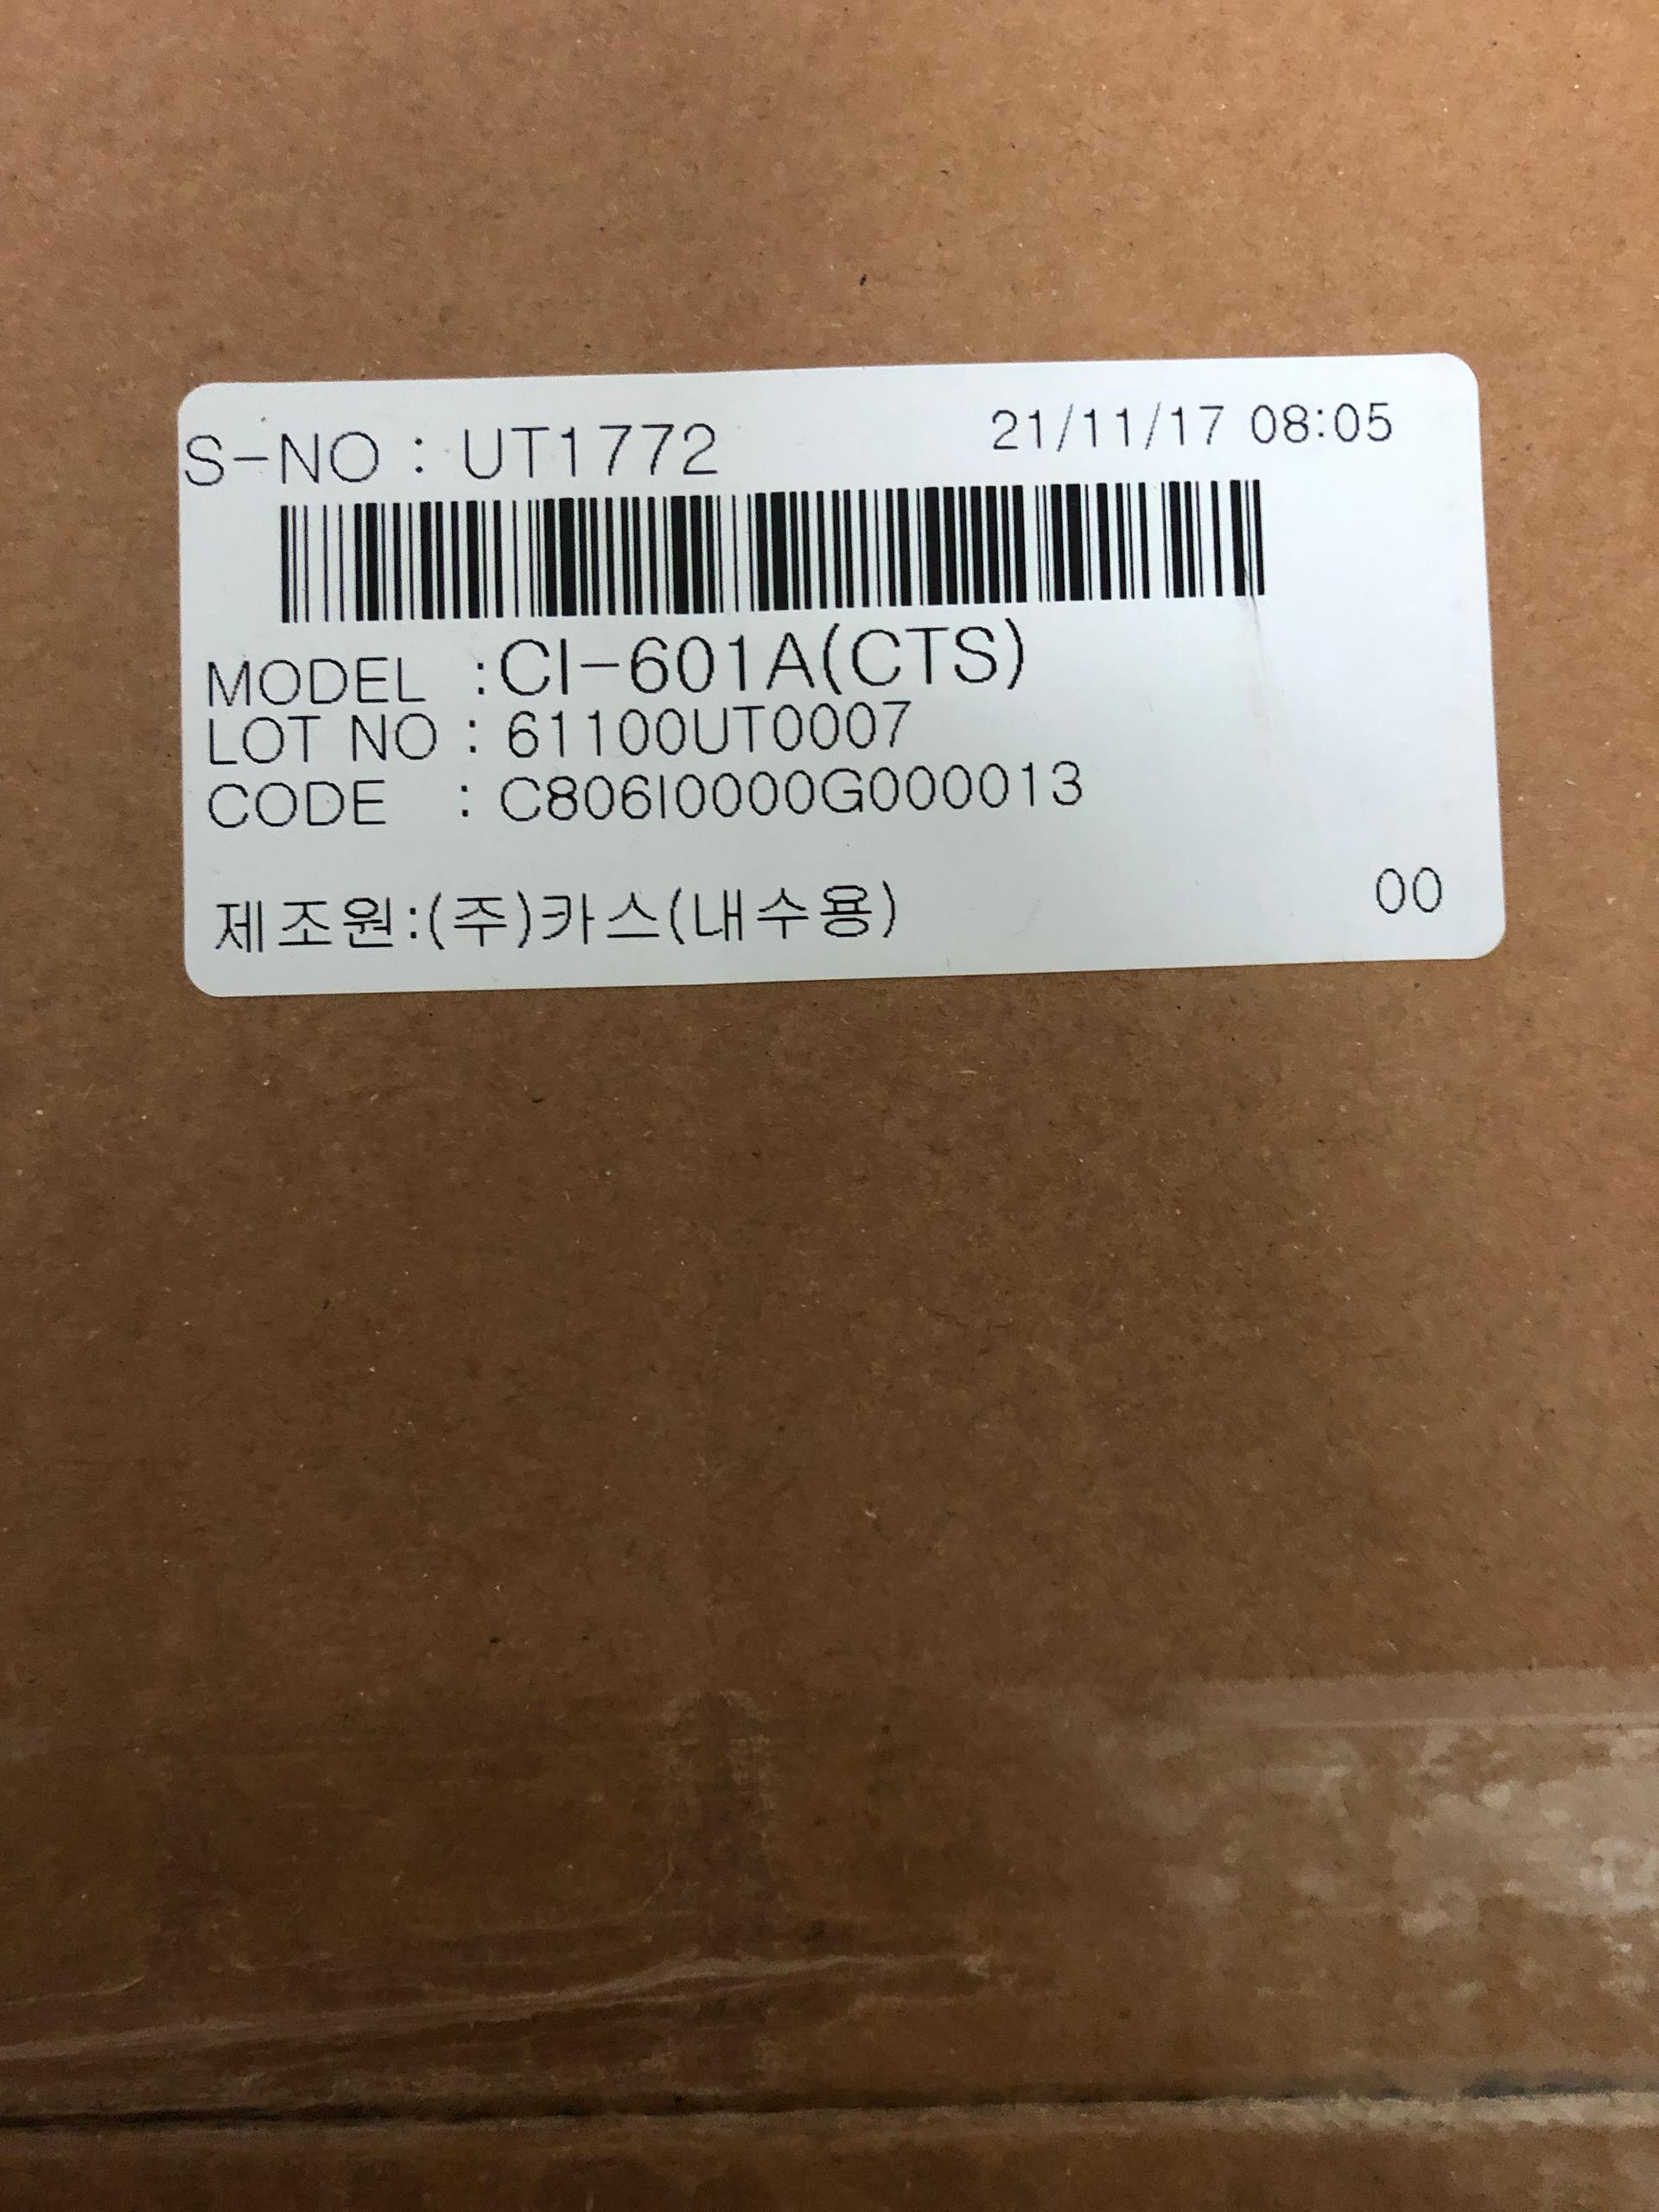 S-NO : UT1772 21/11/17 08:05
MODEL :CI-601A(CTS)
LOT NO : 61100UT0007
CODE : C806I0000G000013
제조원:(주)카스(내수용) 00